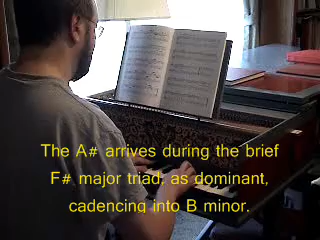 The A# arrives during the brief
F# major triad, as dominant,
cadencing into B minor.